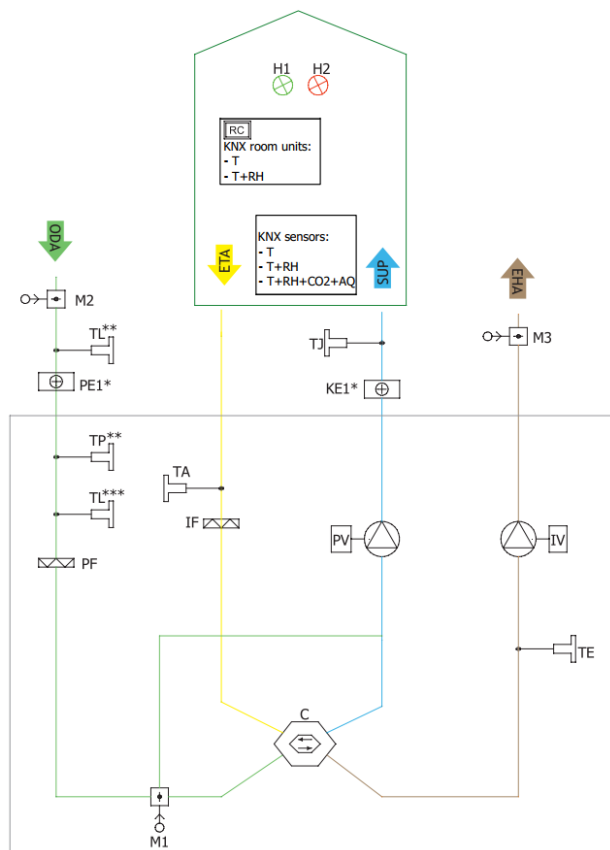 H1 H2
RC
KNX room units:
- T
- T+RH
KNX sensors:
- T
- T+RH
- T+RH+CO2+AQ
ODA
ETA
SUP
EHA
M2
TL**
PE1*
TJ
KE1*
M3
TP**
TL***
TA
IF
PF
PV
IV
TE
C
M1